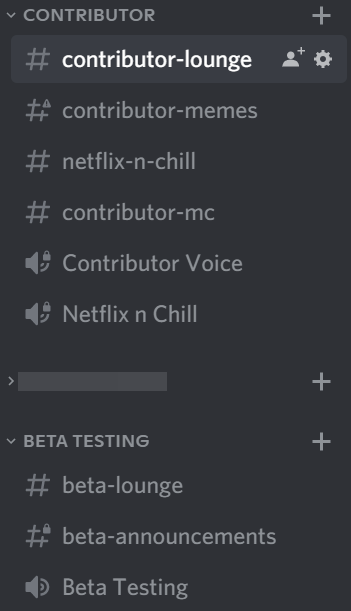 CONTRIBUTOR
contributor-lounge
contributor-memes
netflix-n-chill
contributor-mc
Contributor Voice
Netflix n Chill
BETA TESTING
beta-lounge
beta-announcements
Beta Testing